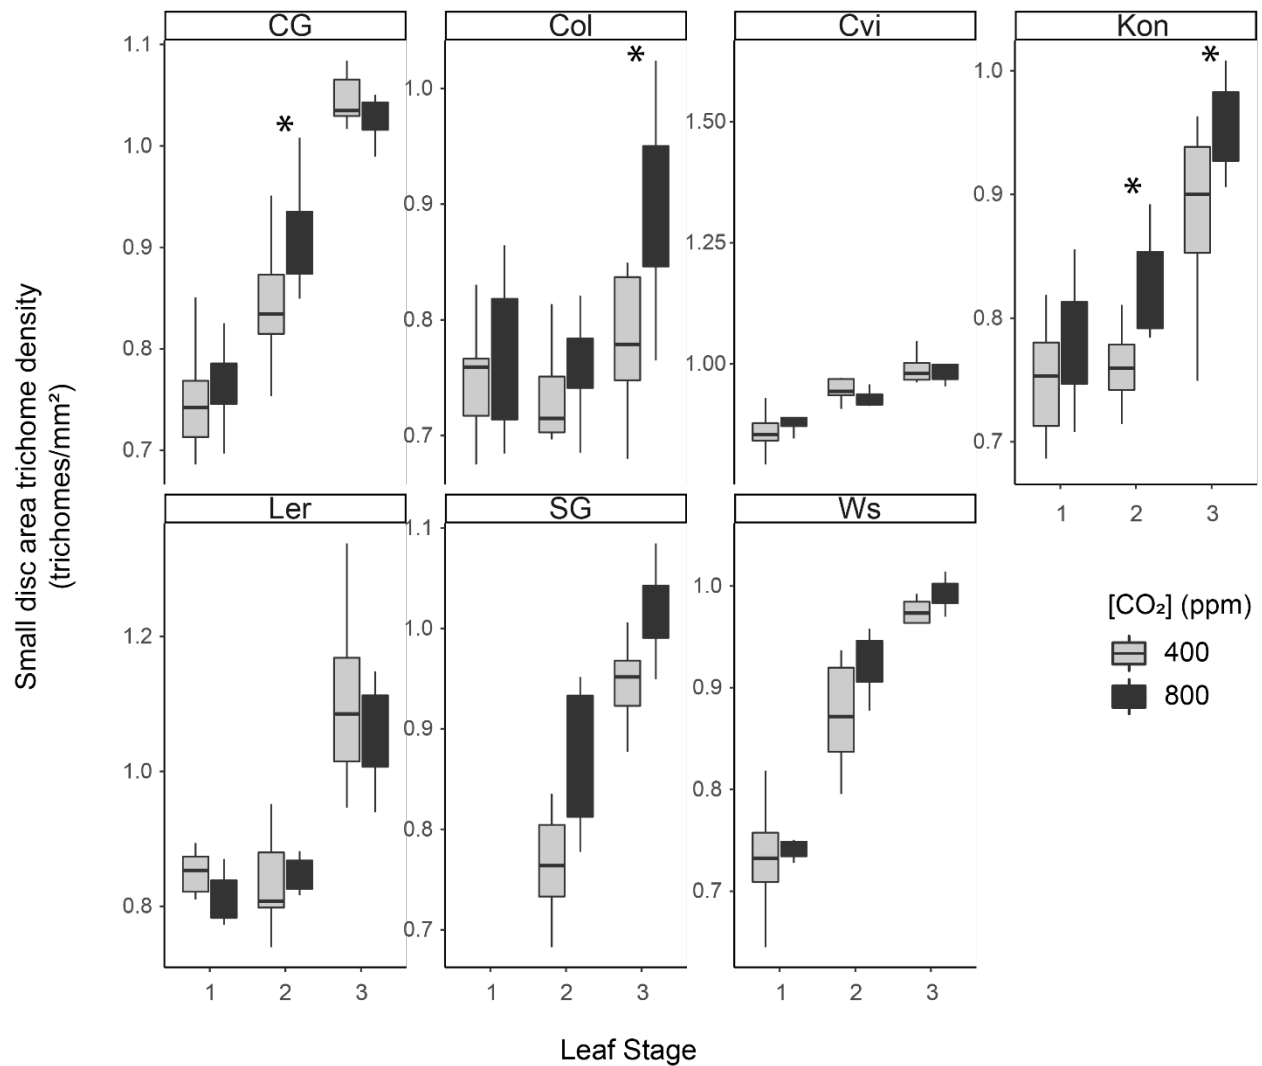 CG
Col
Cvi
Kon
1.1
1.0
0.9
0.8
0.7
*
1.0
0.9
0.8
0.7
*
1.50
1.25
1.00
1.0
0.9
0.8
0.7
*
*
1 2 3
Small disc area trichome density
(trichomes/mm²)
Ler
SG
Ws
1.2
1.0
0.8
1 2 3
1.1
1.0
0.9
0.8
0.7
1 2 3
1.0
0.9
0.8
0.7
1 2 3
[CO₂] (ppm)
400
800
Leaf Stage